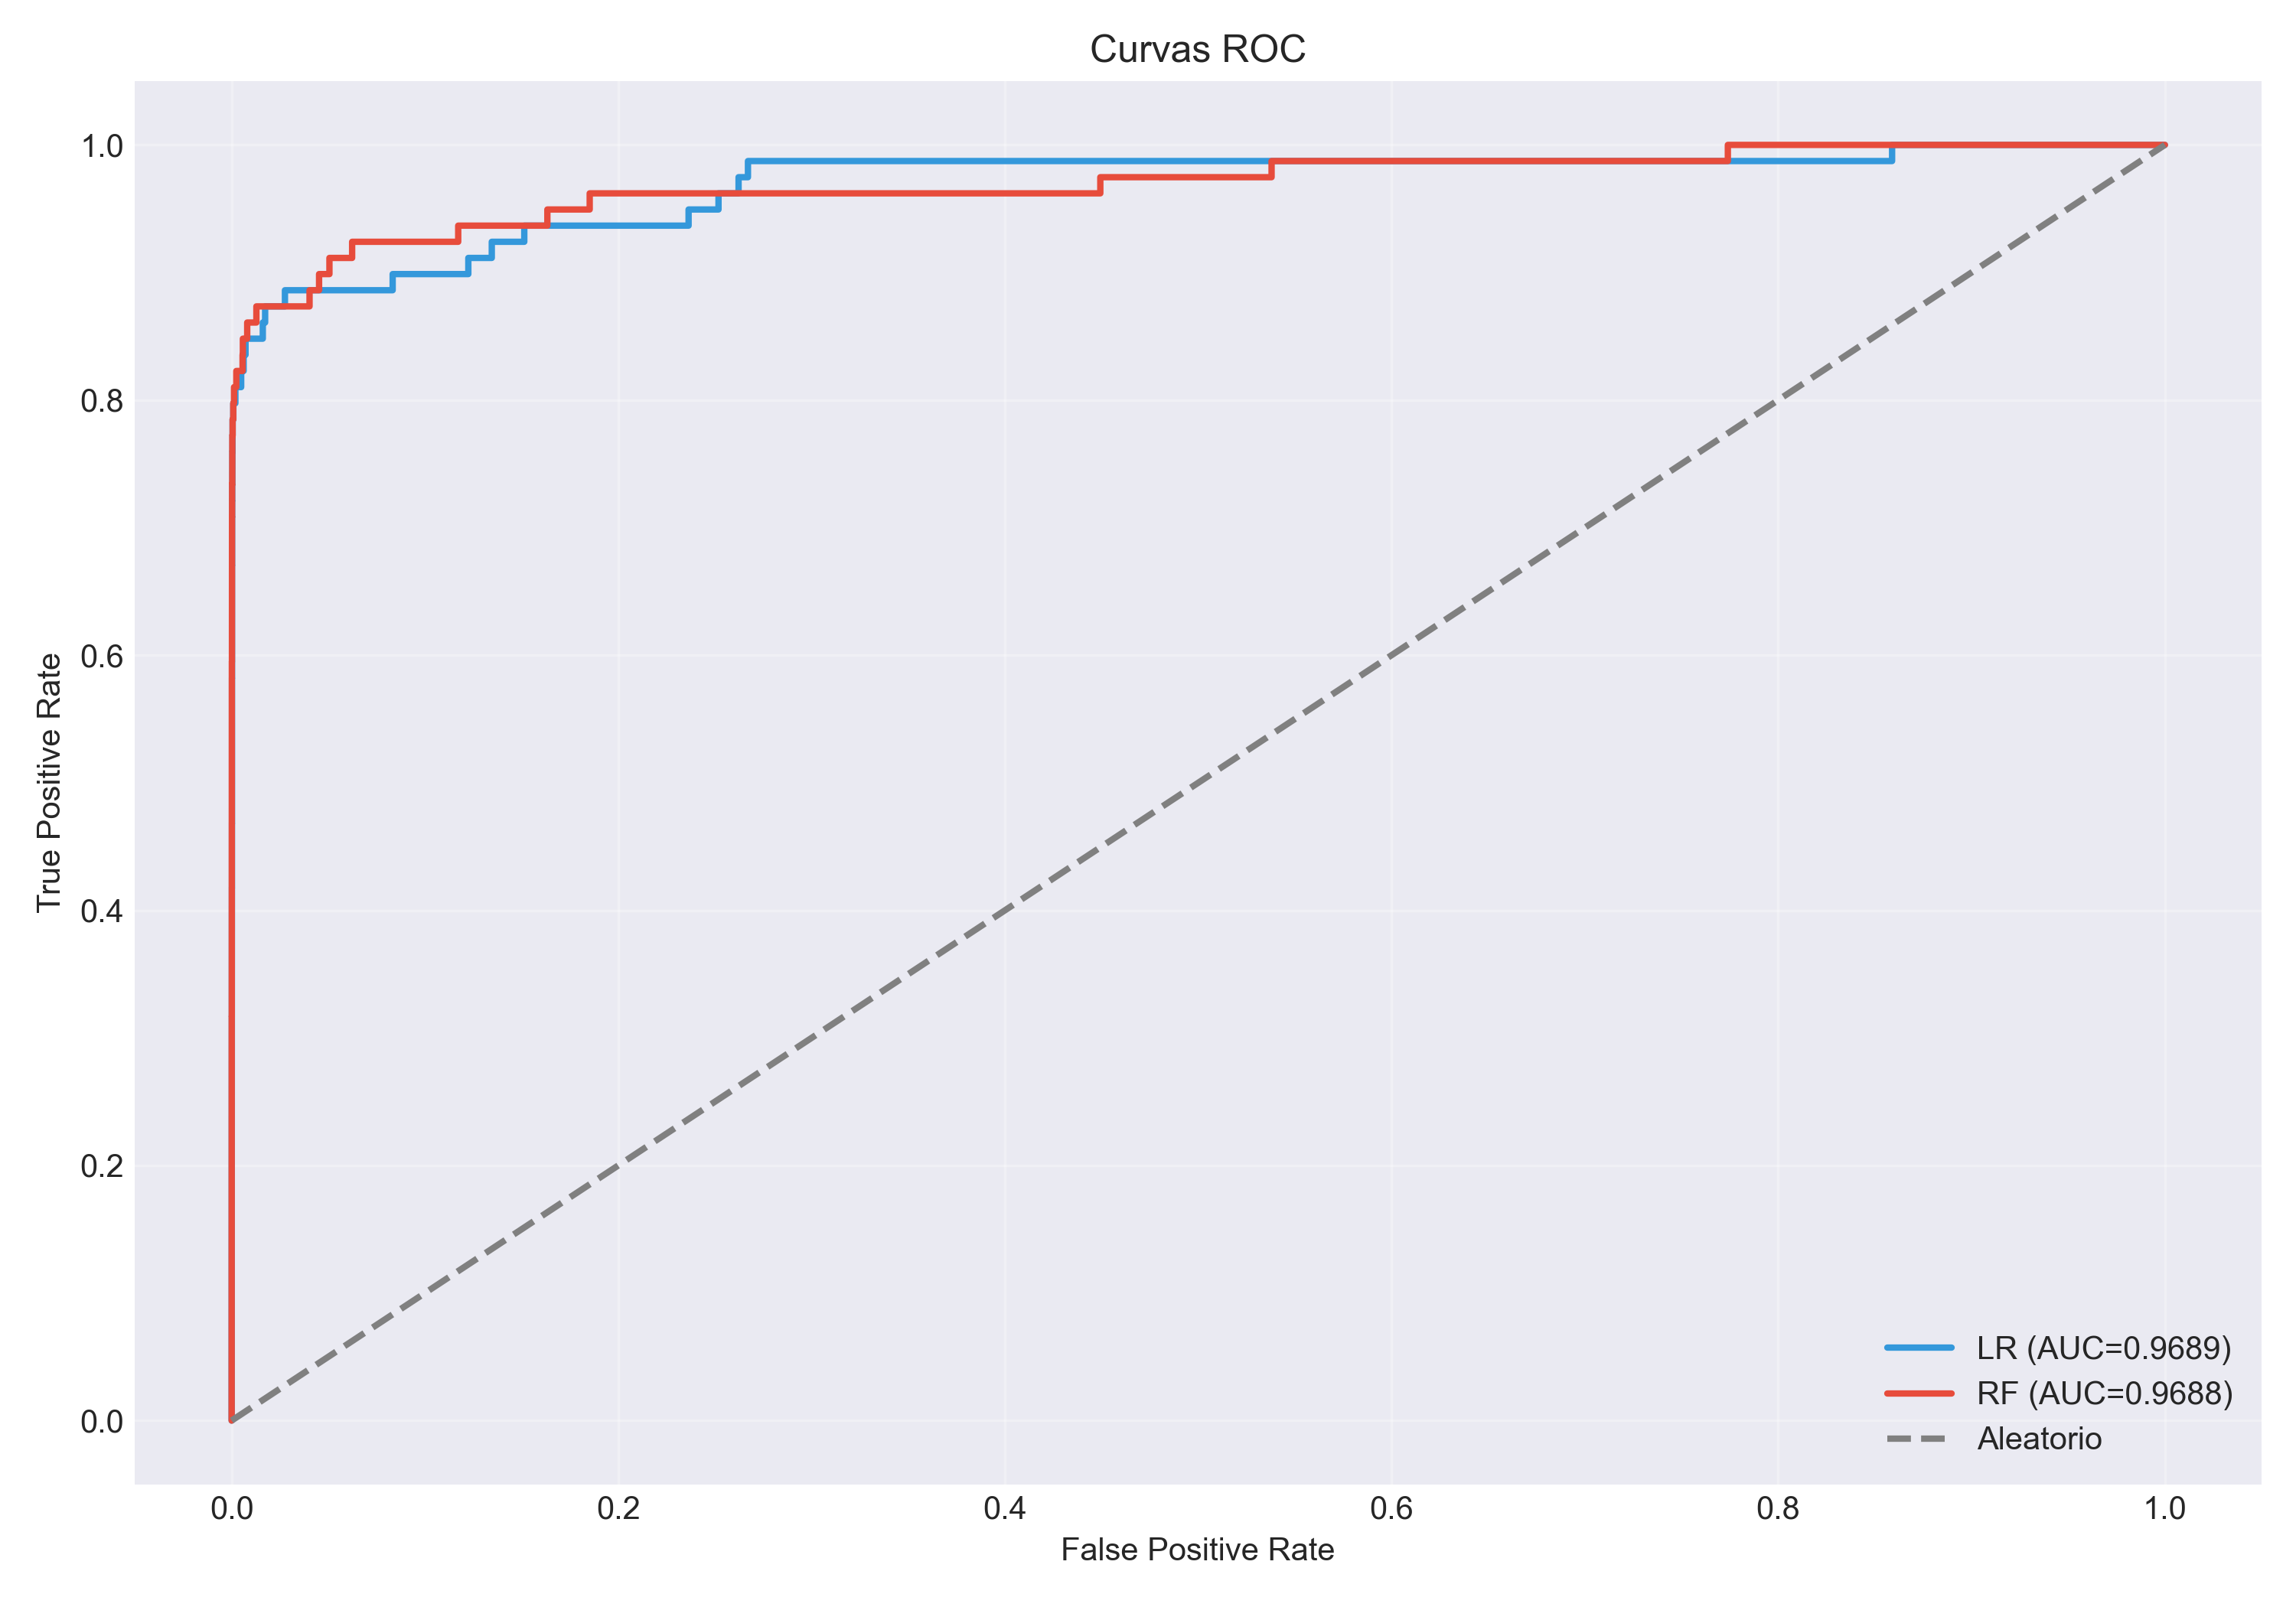 Curvas ROC
1.0
0.8
0.6
0.4
0.2
0.0
True Positive Rate
0.0 0.2 0.4 0.6 0.8 1.0
False Positive Rate
LR (AUC=0.9689)
RF (AUC=0.9688)
Aleatorio